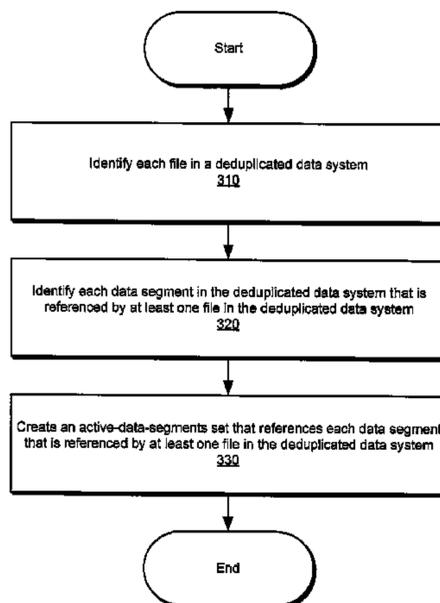 Start
Identify each file in a deduplicated data system
310
Identify each data segment in the deduplicated data system that is
referenced by at least one file in the deduplicated data system
320
Create an active-data-segments set that references each data segment
that is referenced by at least one file in the deduplicated data system
330
End